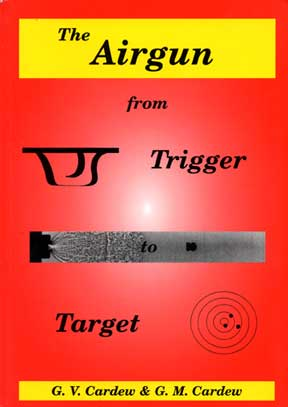 The
Airgun
from
Trigger
to
Target
G. V. Cardew & G. M. Cardew